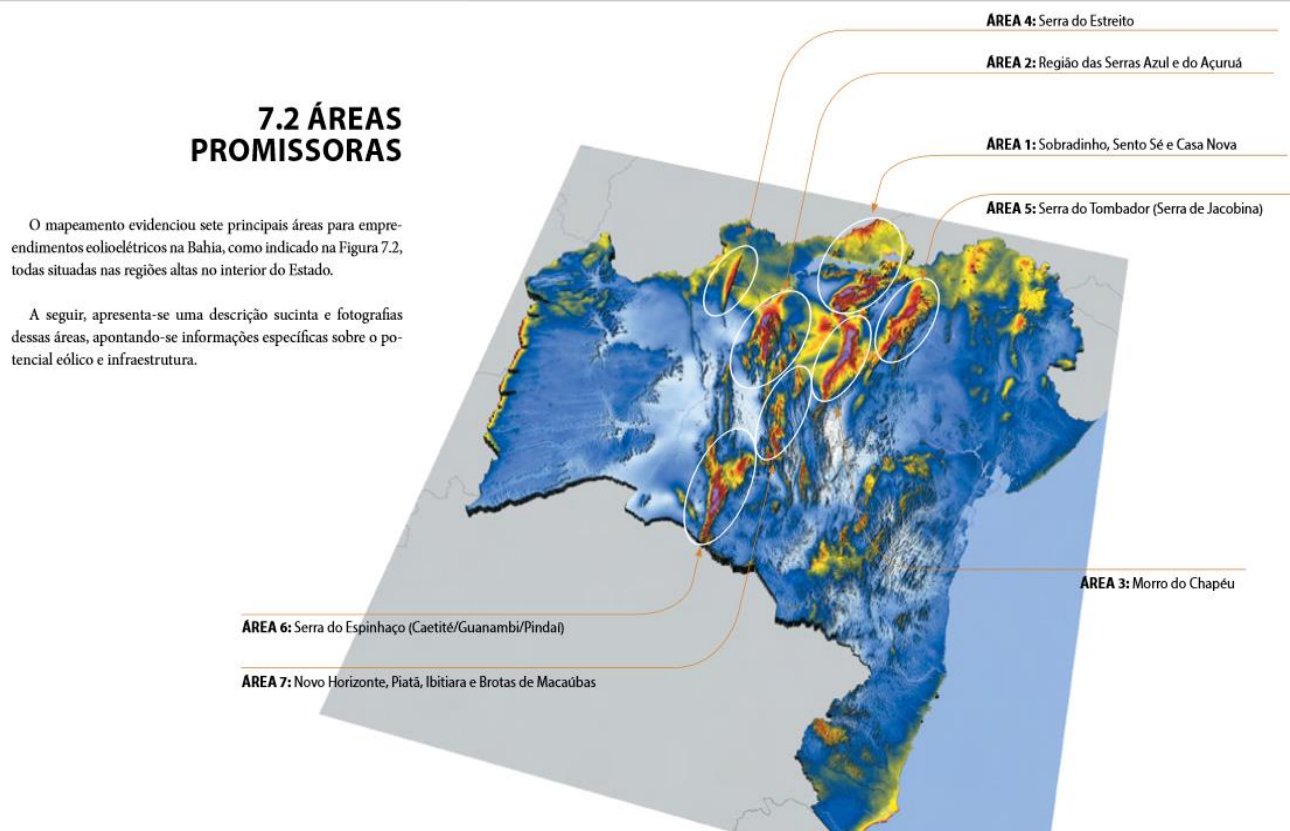 7.2 ÁREAS
PROMISSORAS
O mapeamento evidenciou sete principais áreas para empre-
endimentos eolioelétricos na Bahia, como indicado na Figura 7.2,
todas situadas nas regiões altas no interior do Estado.
A seguir, apresenta-se uma descrição sucinta e fotografias
dessas áreas, apontando-se informações específicas sobre o po-
tencial eólico e infraestrutura.
ÁREA 4: Serra do Estreito
ÁREA 2: Região das Serras Azul e do Açuruá
ÁREA 1: Sobradinho, Sento Sé e Casa Nova
ÁREA 5: Serra do Tombador (Serra de Jacobina)
ÁREA 3: Morro do Chapéu
ÁREA 6: Serra do Espinhaço (Caetité/Guanambi/Pindaí)
ÁREA 7: Novo Horizonte, Piatã, Ibitiara e Brotas de Macaúbas